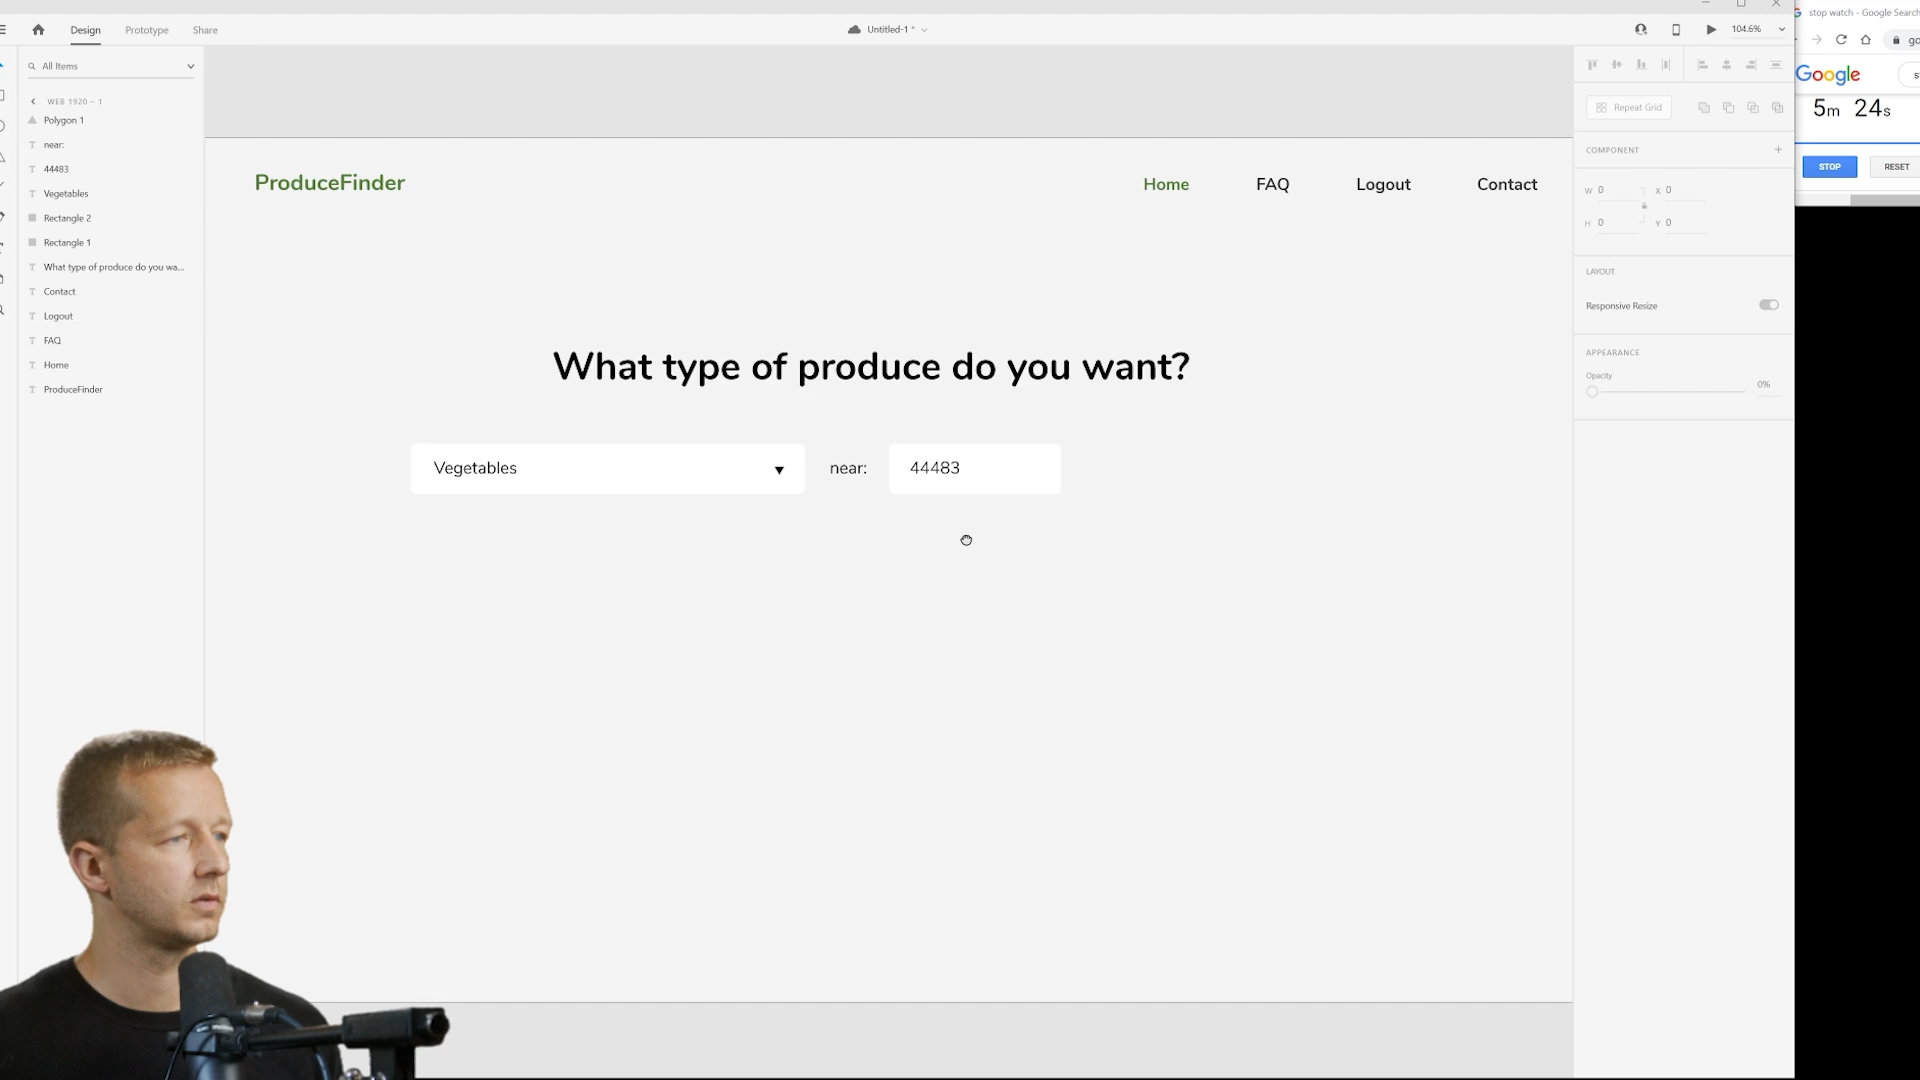 stop watch - Google Search
Design
Prototype
Share
Untitled-1 *
104.6%
All Items
WEB 1920 – 1
Polygon 1
near:
44483
Vegetables
Rectangle 2
Rectangle 1
What type of produce do you wa...
Contact
Logout
FAQ
Home
ProduceFinder
ProduceFinder
Home
FAQ
Logout
Contact
What type of produce do you want?
Vegetables
near:
44483
Repeat Grid
COMPONENT
W 0
X 0
H 0
Y 0
LAYOUT
Responsive Resize
APPEARANCE
Opacity
0%
go
Google
s
5m 24s
STOP
RESET